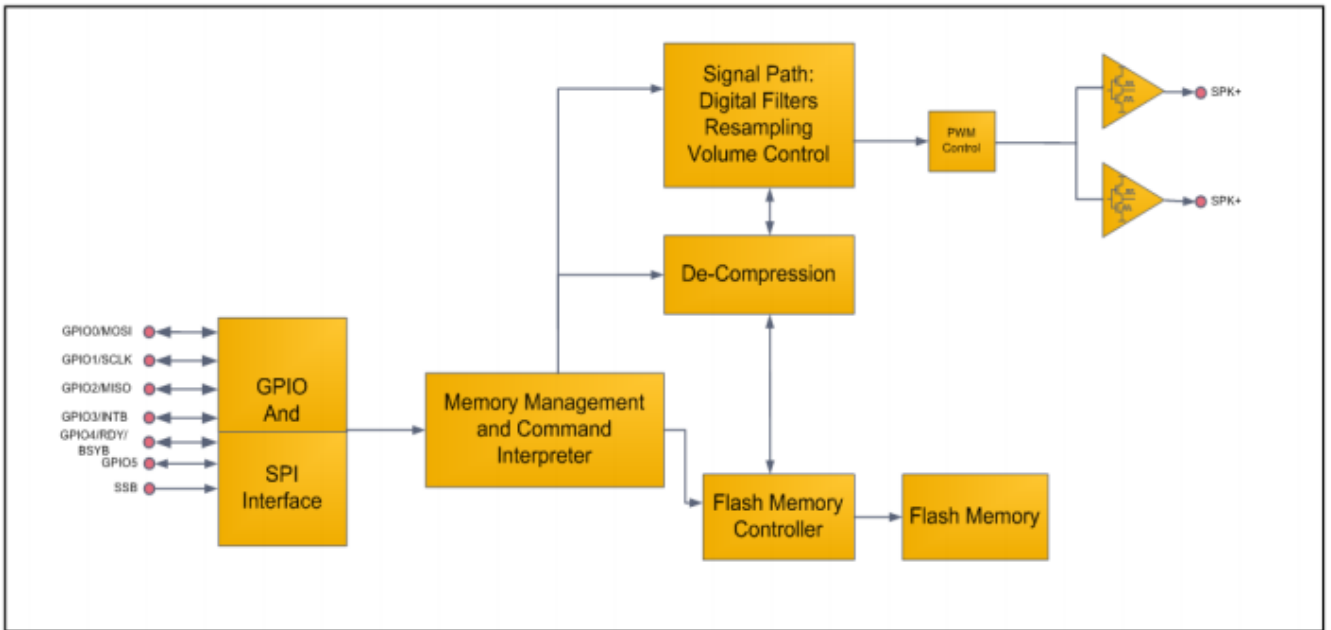 Signal Path:
Digital Filters
Resampling
Volume Control
PWM
Control
SPK+
SPK+
De-Compression
GPIO0/MOSI
GPIO1/SCLK
GPIO2/MISO
GPIO3/INTB
GPIO4/RDY/
BSYB
GPIO5
SSB
GPIO
And
SPI
Interface
Memory Management
and Command
Interpreter
Flash Memory
Controller
Flash Memory